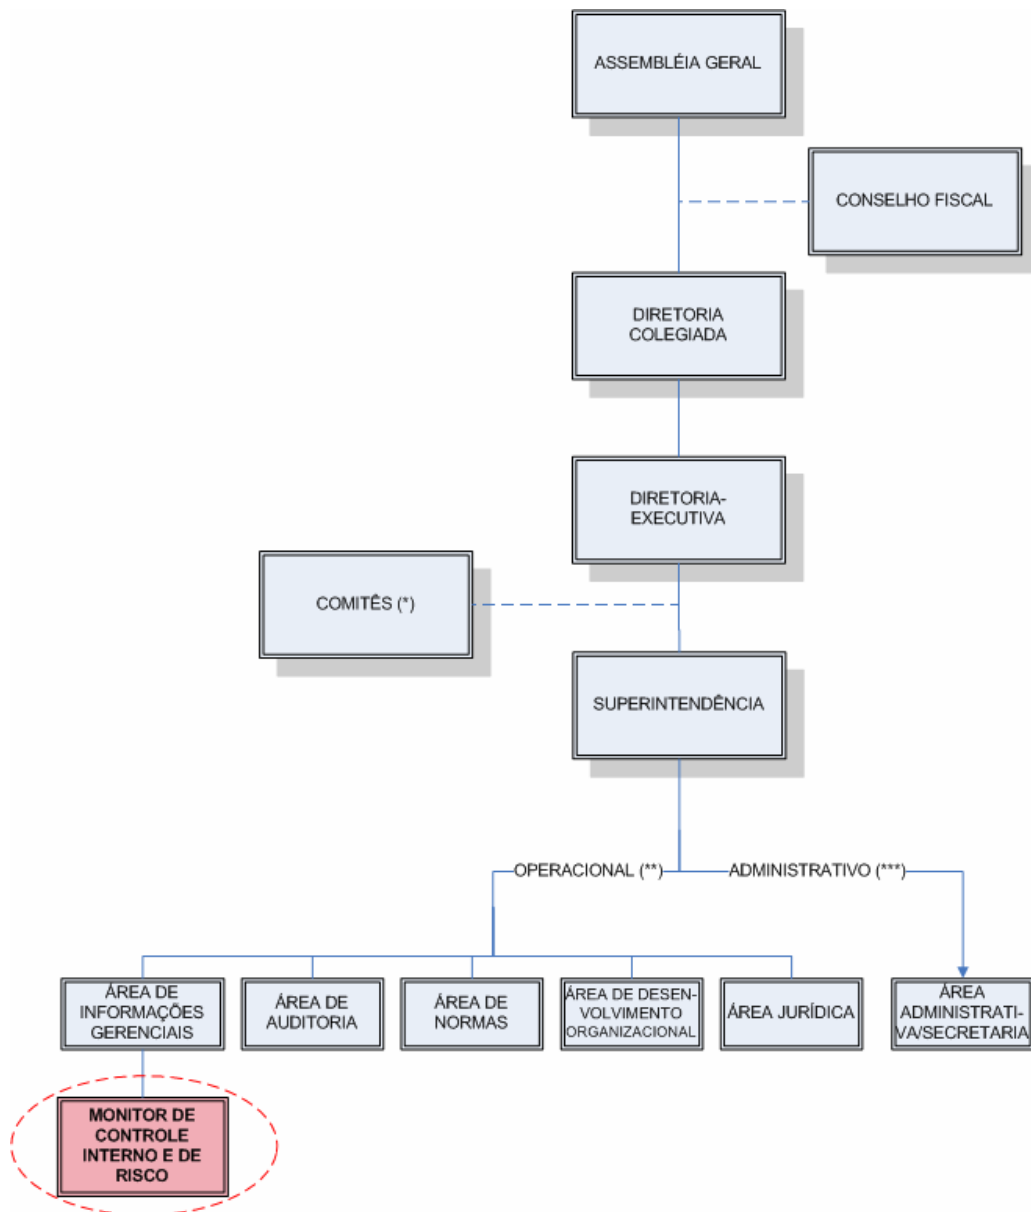 ASSEMBLÉIA GERAL
CONSELHO FISCAL
DIRETORIA
COLEGIADA
DIRETORIA-
EXECUTIVA
COMITÊS (*)
SUPERINTENDÊNCIA
OPERACIONAL (**)
ADMINISTRATIVO (***)
ÁREA DE
INFORMAÇÕES
GERENCIAIS
ÁREA DE
AUDITORIA
ÁREA DE
NORMAS
ÁREA DE DESEN-
VOLVIMENTO
ORGANIZACIONAL
ÁREA JURÍDICA
ÁREA
ADMINISTRATI-
VA/SECRETARIA
MONITOR DE
CONTROLE
INTERNO E DE
RISCO